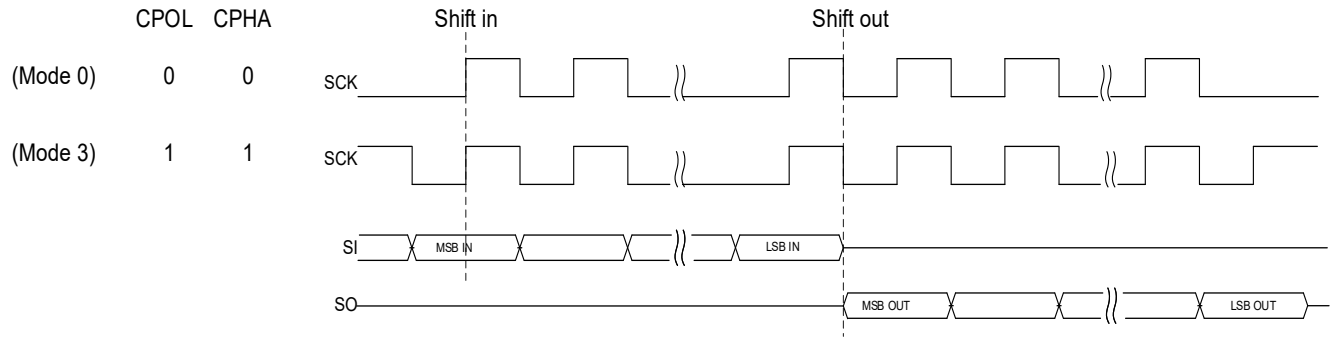 CPOL CPHA Shift in Shift out
(Mode 0) 0 0 SCK
(Mode 3) 1 1 SCK
SI MSB IN LSB IN
SO MSB OUT LSB OUT